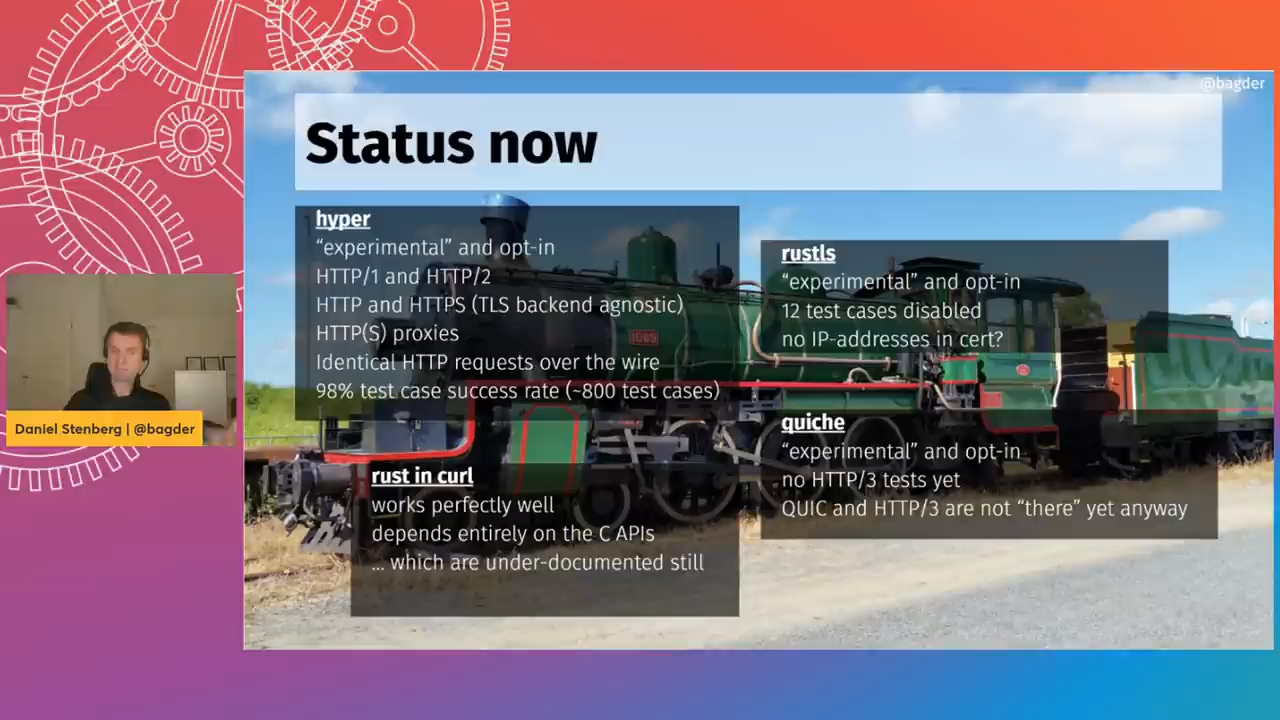 @bagder
Status now
hyper
“experimental” and opt-in
HTTP/1 and HTTP/2
HTTP and HTTPS (TLS backend agnostic)
HTTP(S) proxies
Identical HTTP requests over the wire
98% test case success rate (~800 test cases)
rust in curl
works perfectly well
depends entirely on the C APIs
... which are under-documented still
rustls
“experimental” and opt-in
12 test cases disabled
no IP-addresses in cert?
quiche
“experimental” and opt-in
no HTTP/3 tests yet
QUIC and HTTP/3 are not “there” yet anyway
Daniel Stenberg | @bagder
1089